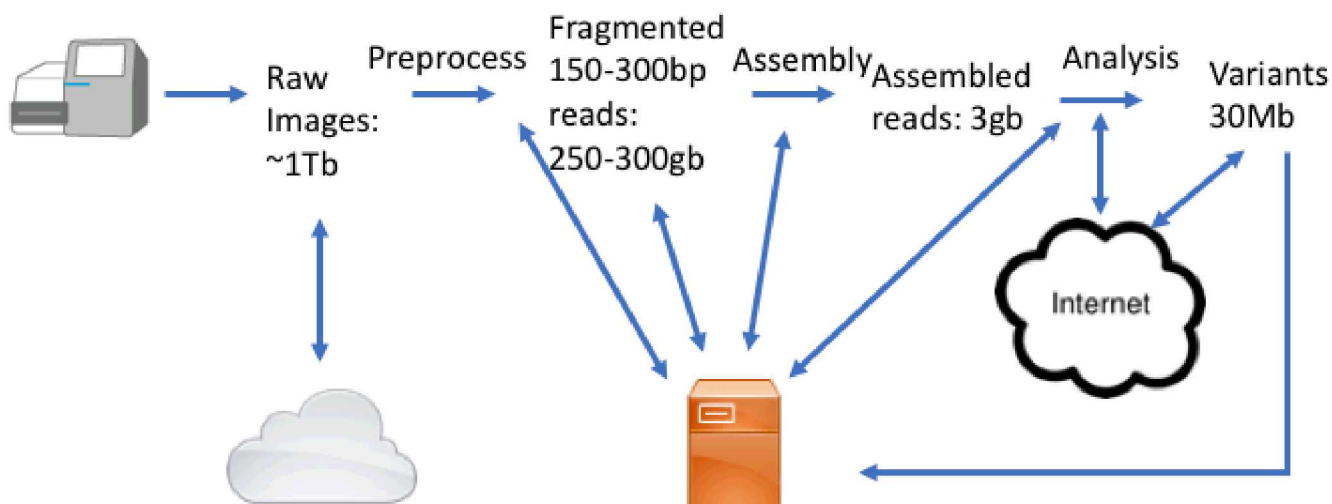 Raw
Images:
~1Tb
Preprocess
Fragmented
150-300bp
reads:
250-300gb
Assembly
Assembled
reads: 3gb
Analysis
Variants
30Mb
Internet